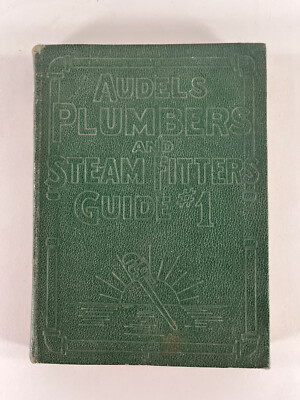 AUDELS
PLUMBERS
AND
STEAM FITTERS
GUIDE #1